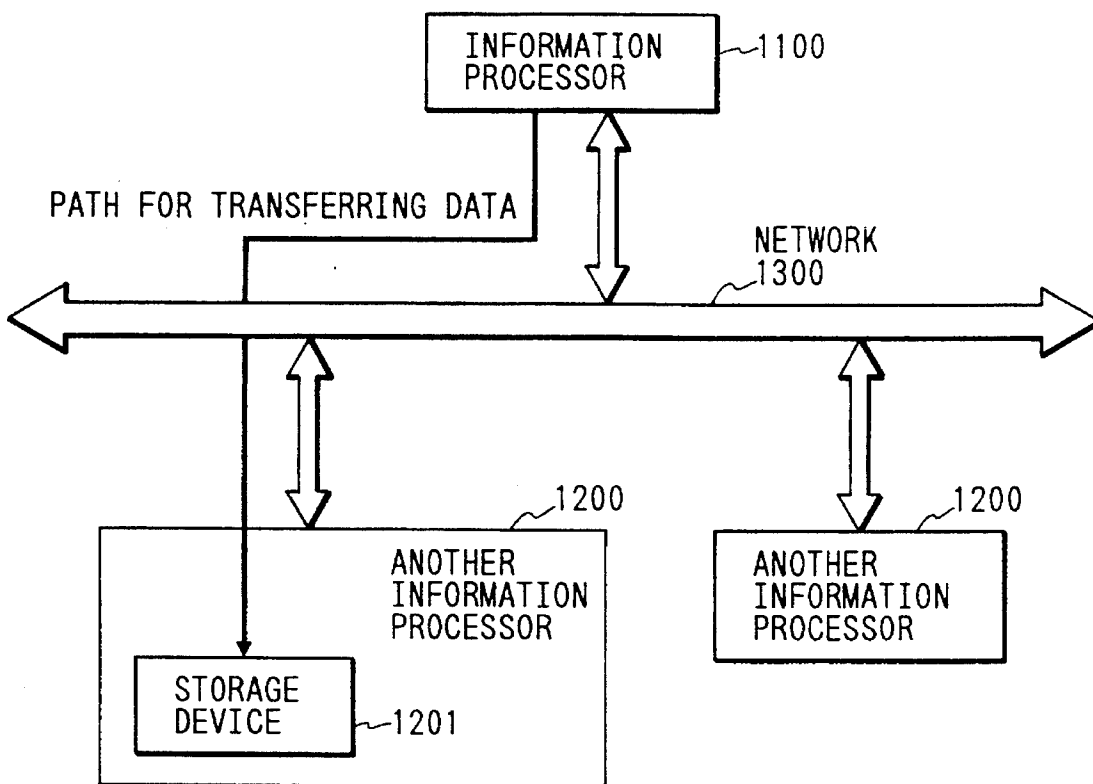 INFORMATION
PROCESSOR
1100
PATH FOR TRANSFERRING DATA
NETWORK
1300
1200
ANOTHER
INFORMATION
PROCESSOR
1200
ANOTHER
INFORMATION
PROCESSOR
STORAGE
DEVICE
1201